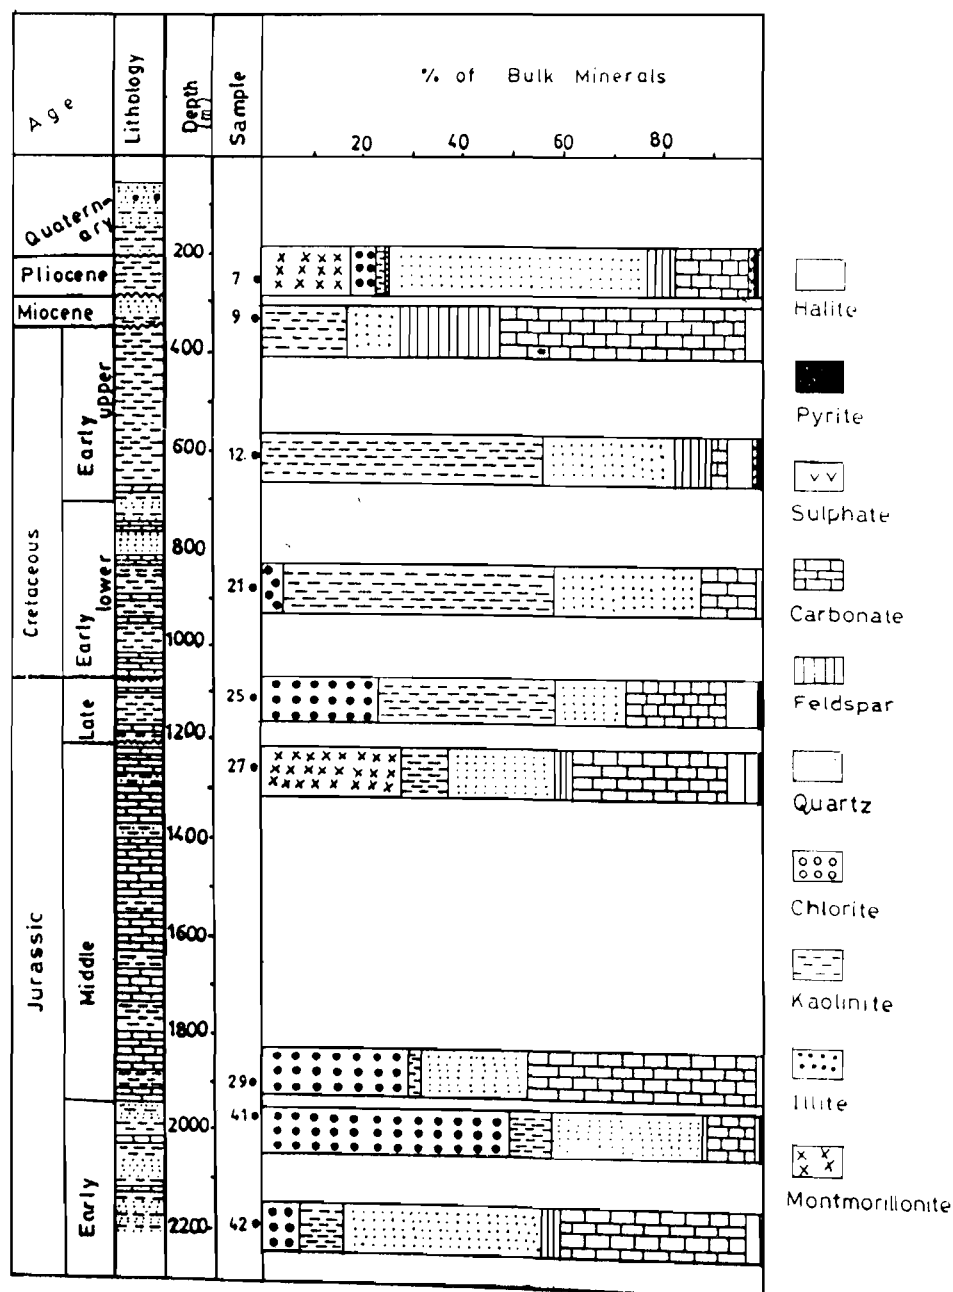 Age
Lithology
Depth (m)
Sample
% of Bulk Minerals
20 40 60 80
Quatern-
ary
Pliocene
Miocene
Cretaceous
Early upper
Early lower
Jurassic
Late
Middle
Early
200
400
600
800
1000
1200
1400
1600
1800
2000
2200
7
9
12
21
25
27
29
41
42
Halite
Pyrite
Sulphate
Carbonate
Feldspar
Quartz
Chlorite
Kaolinite
Illite
Montmorillonite